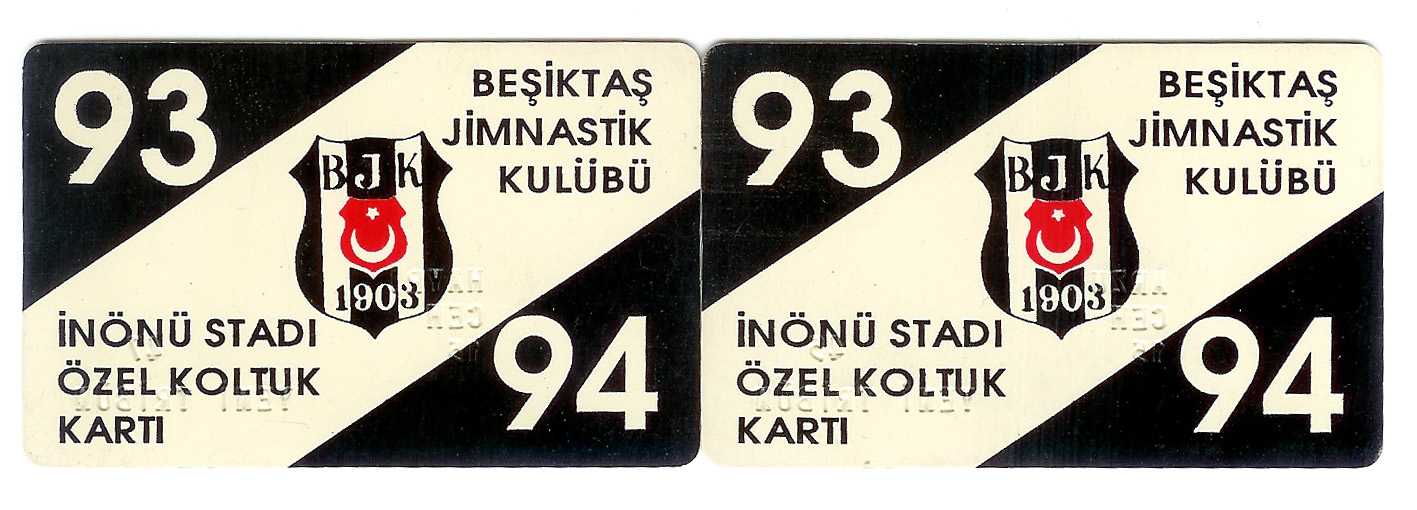 93
BEŞİKTAŞ
JİMNASTİK
KULÜBÜ
BJK
1903
İNÖNÜ STADI
ÖZEL KOLTUK
KARTI
94
93
BEŞİKTAŞ
JİMNASTİK
KULÜBÜ
BJK
1903
İNÖNÜ STADI
ÖZEL KOLTUK
KARTI
94